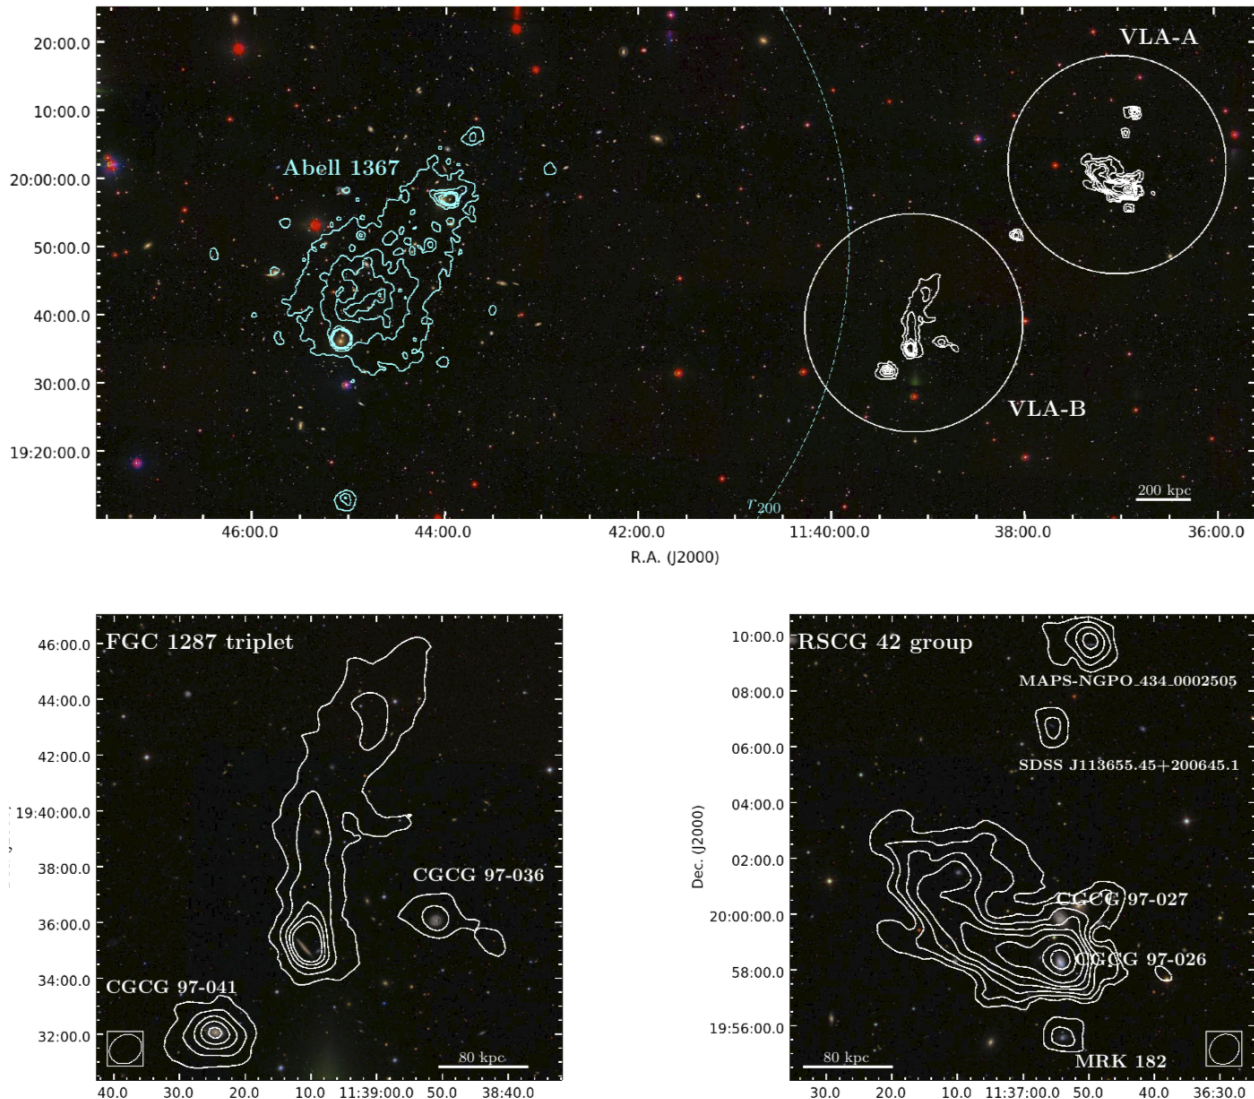 20:00.0
VLA-A
10:00.0
Abell 1367
20:00:00.0
50:00.0
40:00.0
30:00.0
VLA-B
19:20:00.0
r200
200 kpc
46:00.0 44:00.0 42:00.0 11:40:00.0 38:00.0 36:00.0
R.A. (J2000)
FGC 1287 triplet
46:00.0
44:00.0
42:00.0
19:40:00.0
38:00.0
CGCG 97-036
36:00.0
34:00.0
CGCG 97-041
32:00.0
80 kpc
40.0 30.0 20.0 10.0 11:39:00.0 50.0 38:40.0
RSCG 42 group
10:00.0
MAPS-NGPO_434_0002505
08:00.0
06:00.0
SDSS J113655.45+200645.1
04:00.0
Dec. (J2000)
02:00.0
CGCG 97-027
20:00:00.0
CGCG 97-026
58:00.0
19:56:00.0
MRK 182
80 kpc
30.0 20.0 10.0 11:37:00.0 50.0 40.0 36:30.0